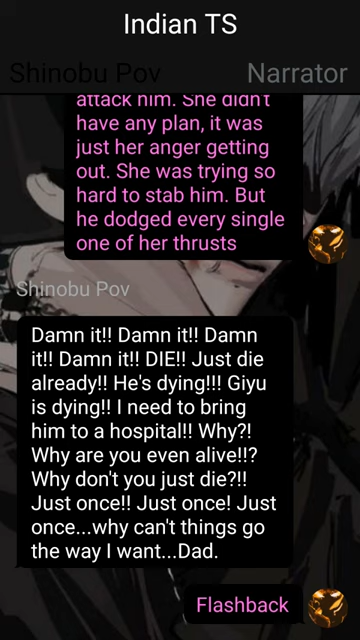 Indian TS
Shinobu Pov
Narrator
attack him. She didn't
have any plan, it was
just her anger getting
out. She was trying so
hard to stab him. But
he dodged every single
one of her thrusts
Shinobu Pov
Damn it!! Damn it!! Damn
it!! Damn it!! DIE!! Just die
already!! He's dying!!! Giyu
is dying!! I need to bring
him to a hospital!! Why?!
Why are you even alive!!?
Why don't you just die?!!
Just once!! Just once! Just
once...why can't things go
the way I want...Dad.
Flashback